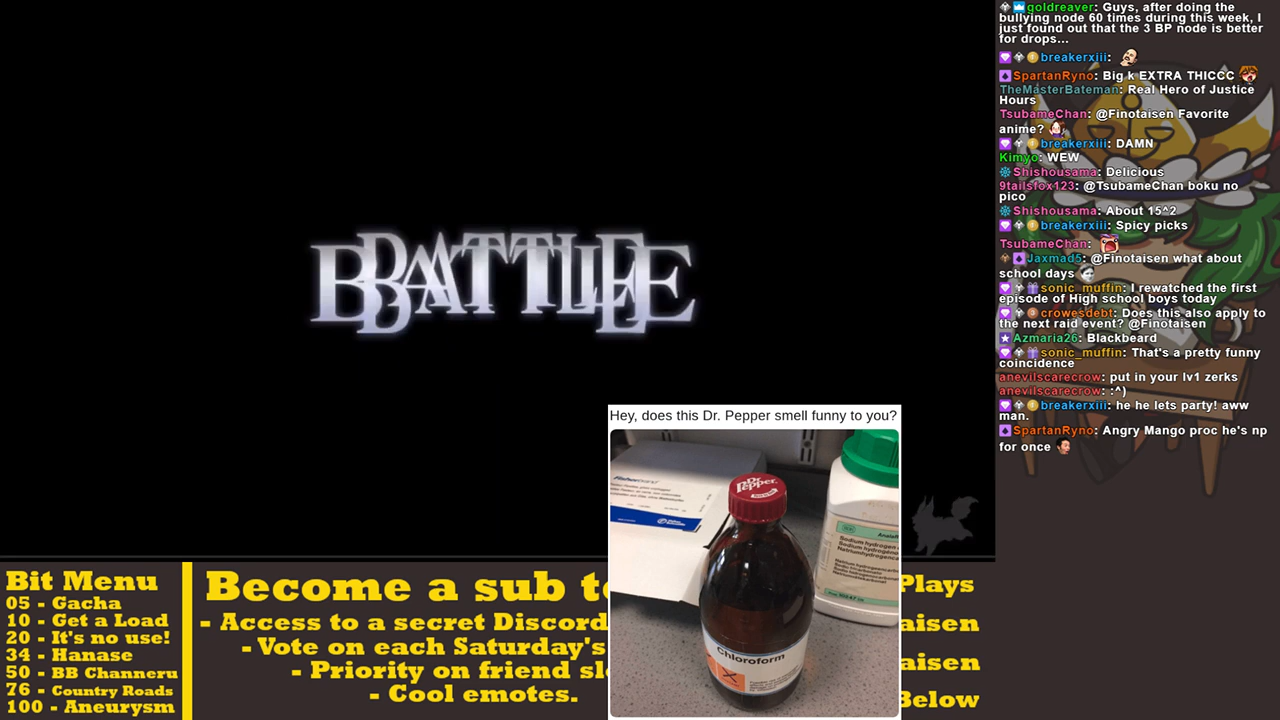 BATTLE
Hey, does this Dr. Pepper smell funny to you?
Dr
Pepper
Chloroform
Sodium hydrogen
Bit Menu
05 - Gacha
10 - Get a Load
20 - It's no use!
34 - Hanase
50 - BB Channeru
76 - Country Roads
100 - Aneurysm
Become a sub t
- Access to a secret Discord
- Vote on each Saturday's
- Priority on friend sl
- Cool emotes.
Plays
aisen
aisen
Below
goldreaver: Guys, after doing the
bullying node 60 times during this week, I
just found out that the 3 BP node is better
for drops...
breakerxiii:
SpartanRyno: Big k EXTRA THICCC
TheMasterBateman: Real Hero of Justice
Hours
TsubameChan: @Finotaisen Favorite
anime?
breakerxiii: DAMN
Kimyo: WEW
Shishousama: Delicious
9tailsfox123: @TsubameChan boku no
pico
Shishousama: About 15^2
breakerxiii: Spicy picks
TsubameChan:
Jaxmad5: @Finotaisen what about
school days
sonic_muffin: I rewatched the first
episode of High school boys today
crowesdebt: Does this also apply to
the next raid event? @Finotaisen
Azmaria26: Blackbeard
sonic_muffin: That's a pretty funny
coincidence
anevilscarecrow: put in your lv1 zerks
anevilscarecrow: :^)
breakerxiii: he he lets party! aww
man.
SpartanRyno: Angry Mango proc he's np
for once